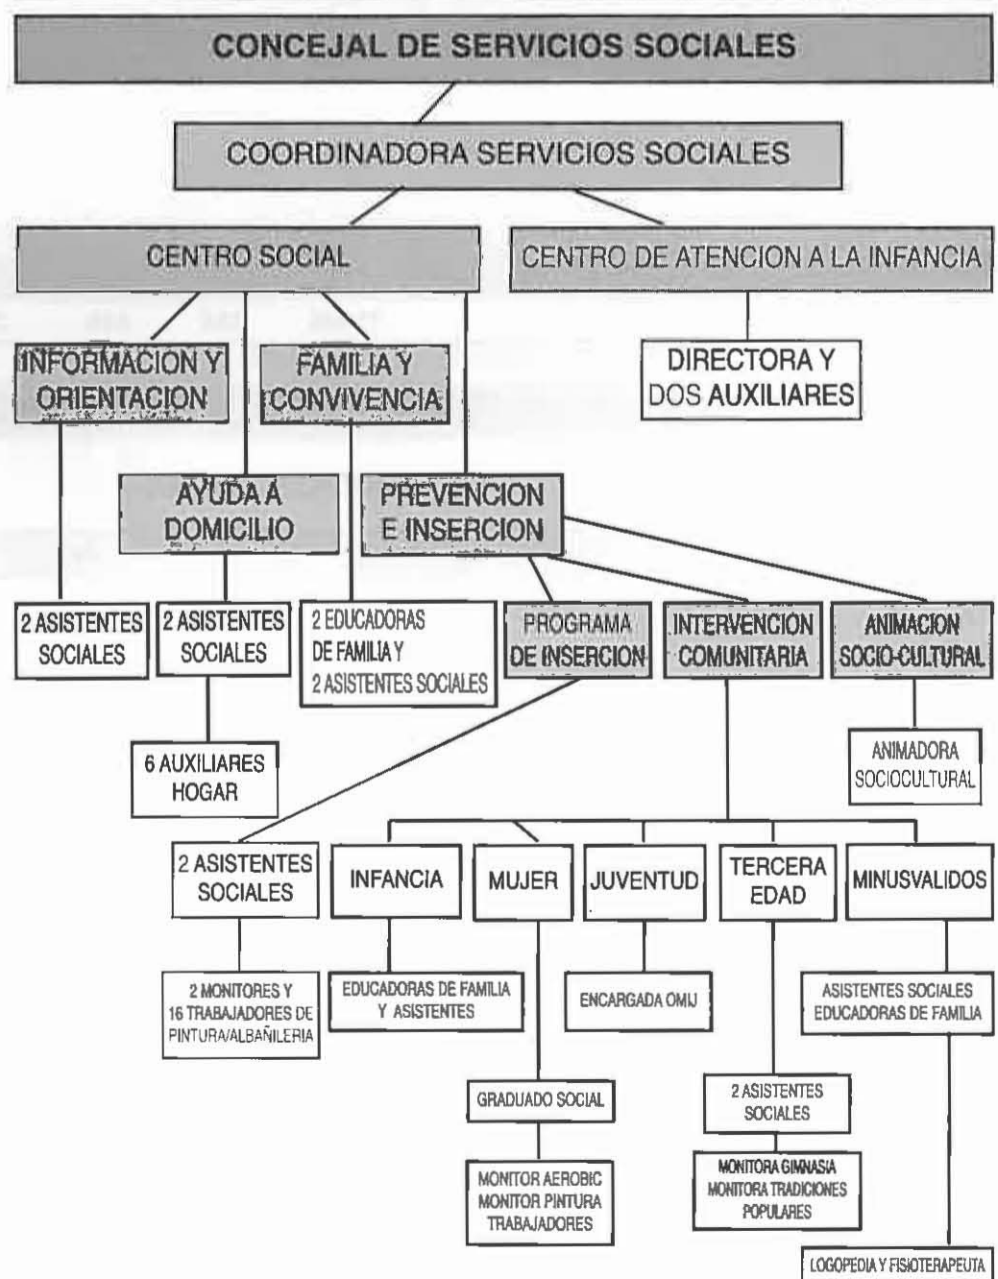 CONCEJAL DE SERVICIOS SOCIALES
COORDINADORA SERVICIOS SOCIALES
CENTRO SOCIAL
CENTRO DE ATENCION A LA INFANCIA
INFORMACION Y
ORIENTACION
FAMILIA Y
CONVIVENCIA
DIRECTORA Y
DOS AUXILIARES
AYUDA A
DOMICILIO
PREVENCION
E INSERCION
2 ASISTENTES
SOCIALES
2 ASISTENTES
SOCIALES
2 EDUCADORAS
DE FAMILIA Y
2 ASISTENTES SOCIALES
PROGRAMA
DE INSERCION
INTERVENCION
COMUNITARIA
ANIMACION
SOCIO-CULTURAL
6 AUXILIARES
HOGAR
ANIMADORA
SOCIOCULTURAL
2 ASISTENTES
SOCIALES
INFANCIA
MUJER
JUVENTUD
TERCERA
EDAD
MINUSVALIDOS
2 MONITORES Y
16 TRABAJADORES DE
PINTURA/ALBAÑILERIA
EDUCADORAS DE FAMILIA
Y ASISTENTES
ENCARGADA OMIJ
ASISTENTES SOCIALES
EDUCADORAS DE FAMILIA
GRADUADO SOCIAL
2 ASISTENTES
SOCIALES
MONITOR AEROBIC
MONITOR PINTURA
TRABAJADORES
MONITORA GIMNASIA
MONITORA TRADICIONES
POPULARES
LOGOPEDIA Y FISIOTERAPEUTA